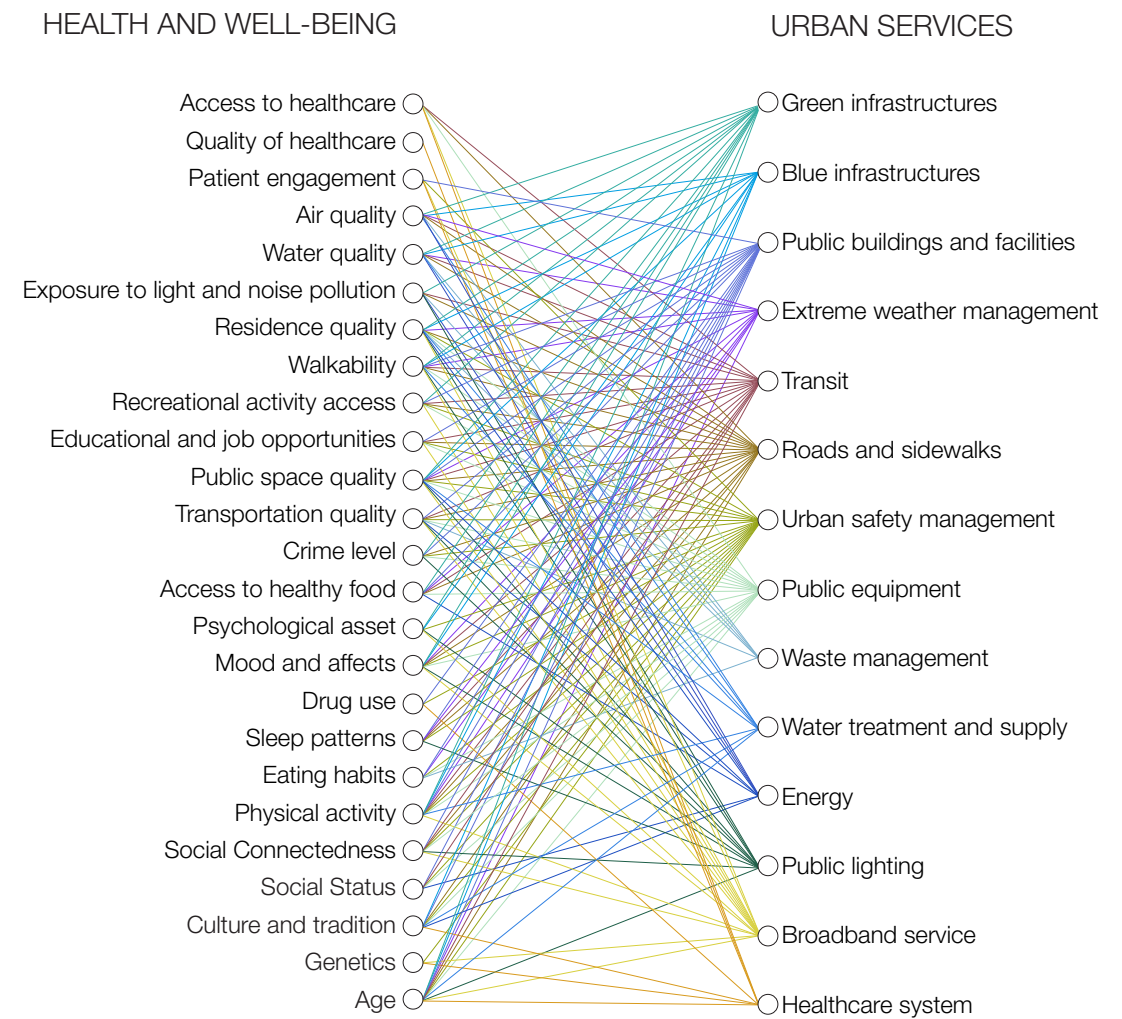 HEALTH AND WELL-BEING
Access to healthcare
Quality of healthcare
Patient engagement
Air quality
Water quality
Exposure to light and noise pollution
Residence quality
Walkability
Recreational activity access
Educational and job opportunities
Public space quality
Transportation quality
Crime level
Access to healthy food
Psychological asset
Mood and affects
Drug use
Sleep patterns
Eating habits
Physical activity
Social Connectedness
Social Status
Culture and tradition
Genetics
Age
URBAN SERVICES
Green infrastructures
Blue infrastructures
Public buildings and facilities
Extreme weather management
Transit
Roads and sidewalks
Urban safety management
Public equipment
Waste management
Water treatment and supply
Energy
Public lighting
Broadband service
Healthcare system